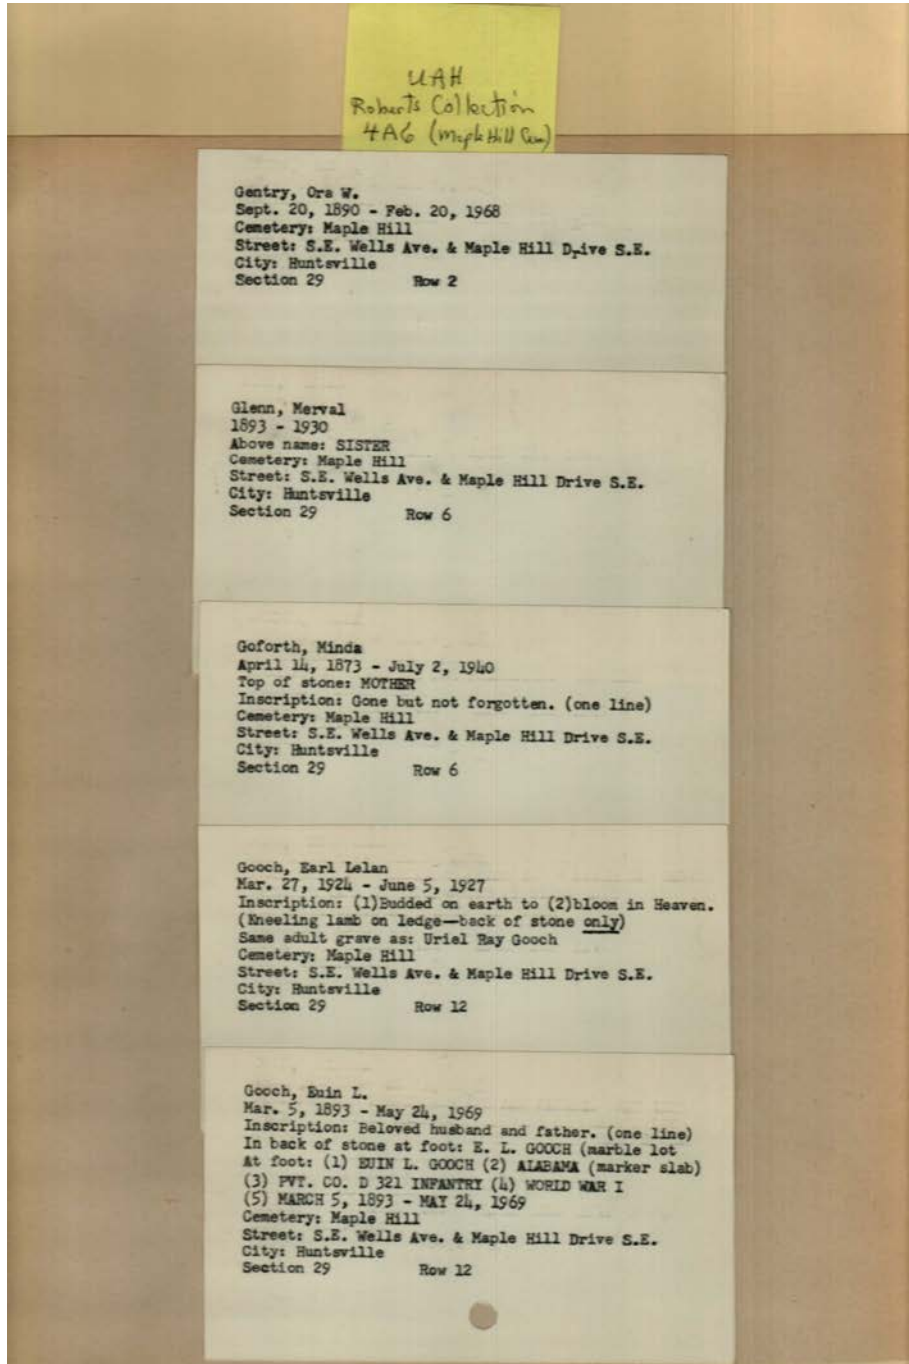 UAH
Roberts Collection
4A6 (Maple Hill Cem)
Gentry, Ora W.
Sept. 20, 1890 - Feb. 20, 1968
Cemetery: Maple Hill
Street: S.E. Wells Ave. & Maple Hill Drive S.E.
City: Huntsville
Section 29 Row 2
Glenn, Merval
1893 - 1930
Above name: SISTER
Cemetery: Maple Hill
Street: S.E. Wells Ave. & Maple Hill Drive S.E.
City: Huntsville
Section 29 Row 6
Goforth, Minda
April 14, 1873 - July 2, 1940
Top of stone: MOTHER
Inscription: Gone but not forgotten. (one line)
Cemetery: Maple Hill
Street: S.E. Wells Ave. & Maple Hill Drive S.E.
City: Huntsville
Section 29 Row 6
Gooch, Earl Lelan
Mar. 27, 1924 - June 5, 1927
Inscription: (1)Budded on earth to (2)bloom in Heaven.
(Kneeling lamb on ledge—back of stone only)
Same adult grave as: Uriel Ray Gooch
Cemetery: Maple Hill
Street: S.E. Wells Ave. & Maple Hill Drive S.E.
City: Huntsville
Section 29 Row 12
Gooch, Euin L.
Mar. 5, 1893 - May 24, 1969
Inscription: Beloved husband and father. (one line)
In back of stone at foot: E. L. GOOCH (marble lot
At foot: (1) EUIN L. GOOCH (2) ALABAMA (marker slab)
(3) PVT. CO. D 321 INFANTRY (4) WORLD WAR I
(5) MARCH 5, 1893 - MAY 24, 1969
Cemetery: Maple Hill
Street: S.E. Wells Ave. & Maple Hill Drive S.E.
City: Huntsville
Section 29 Row 12